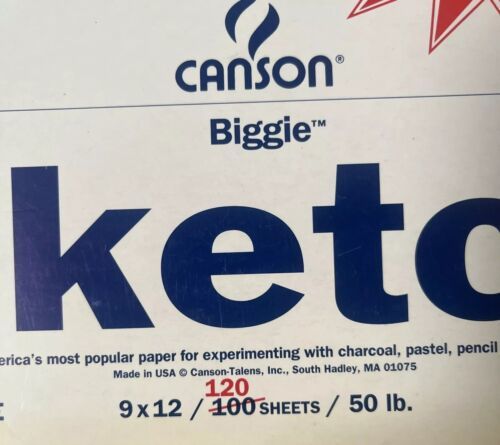 CANSON®
Biggie™
ketc
erica's most popular paper for experimenting with charcoal, pastel, pencil
Made in USA © Canson-Talens, Inc., South Hadley, MA 01075
120
9 x 12 / 100 SHEETS / 50 lb.